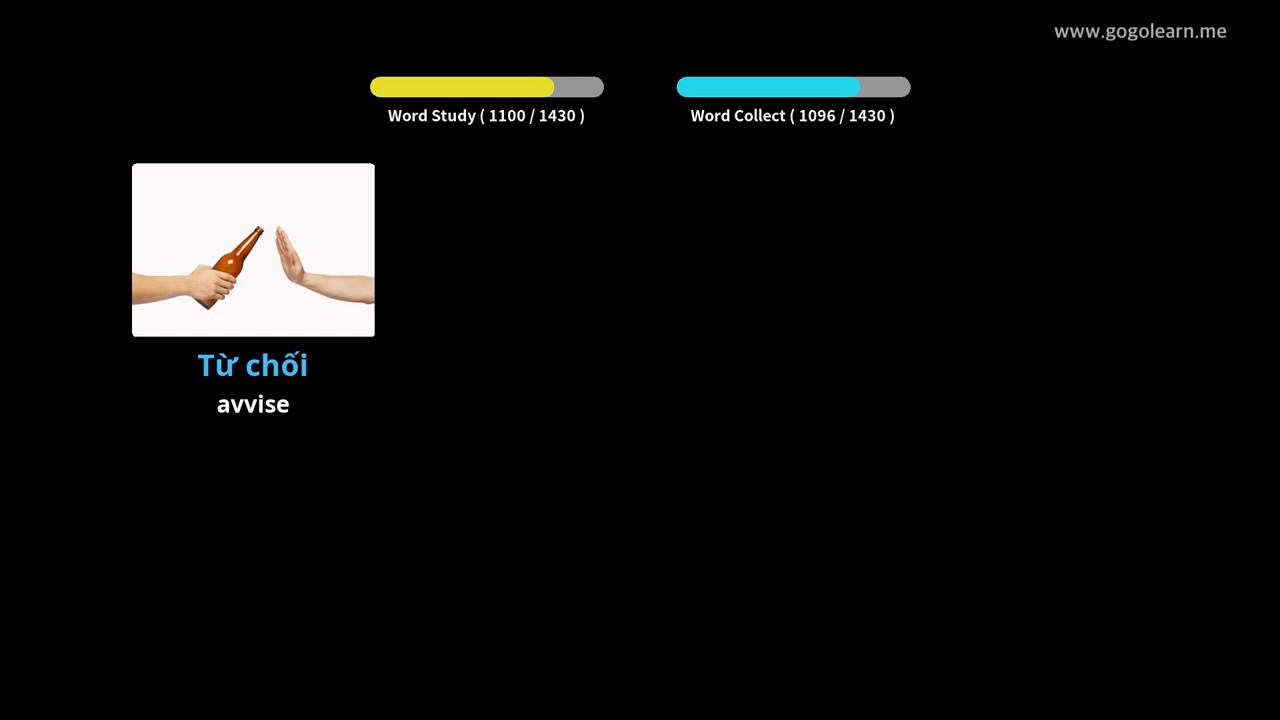 www.gogolearn.me
Word Study ( 1100 / 1430 )
Word Collect ( 1096 / 1430 )
Từ chối
avvise